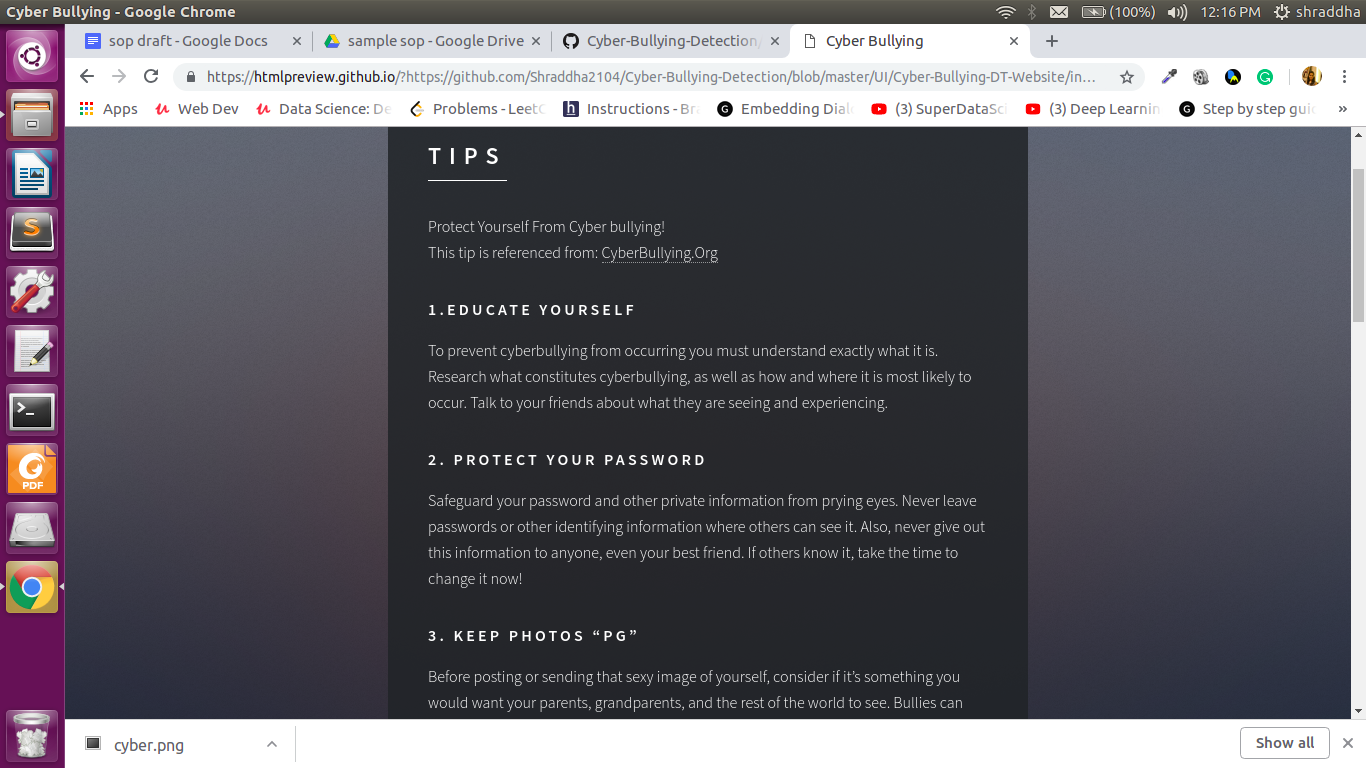 Cyber Bullying - Google Chrome
(100%)
12:16 PM
shraddha
sop draft - Google Docs
sample sop - Google Drive
Cyber-Bullying-Detection/
Cyber Bullying
https://htmlpreview.github.io/?https://github.com/Shraddha2104/Cyber-Bullying-Detection/blob/master/UI/Cyber-Bullying-DT-Website/in...
Apps
Web Dev
Data Science: De
Problems - LeetC
Instructions - Bra
Embedding Dial
(3) SuperDataSci
(3) Deep Learnin
Step by step guid
»
TIPS
Protect Yourself From Cyber bullying!
This tip is referenced from: CyberBullying.Org
1.EDUCATE YOURSELF
To prevent cyberbullying from occurring you must understand exactly what it is.
Research what constitutes cyberbullying, as well as how and where it is most likely to
occur. Talk to your friends about what they are seeing and experiencing.
2. PROTECT YOUR PASSWORD
Safeguard your password and other private information from prying eyes. Never leave
passwords or other identifying information where others can see it. Also, never give out
this information to anyone, even your best friend. If others know it, take the time to
change it now!
3. KEEP PHOTOS “PG”
Before posting or sending that sexy image of yourself, consider if it’s something you
would want your parents, grandparents, and the rest of the world to see. Bullies can
PDF
cyber.png
Show all